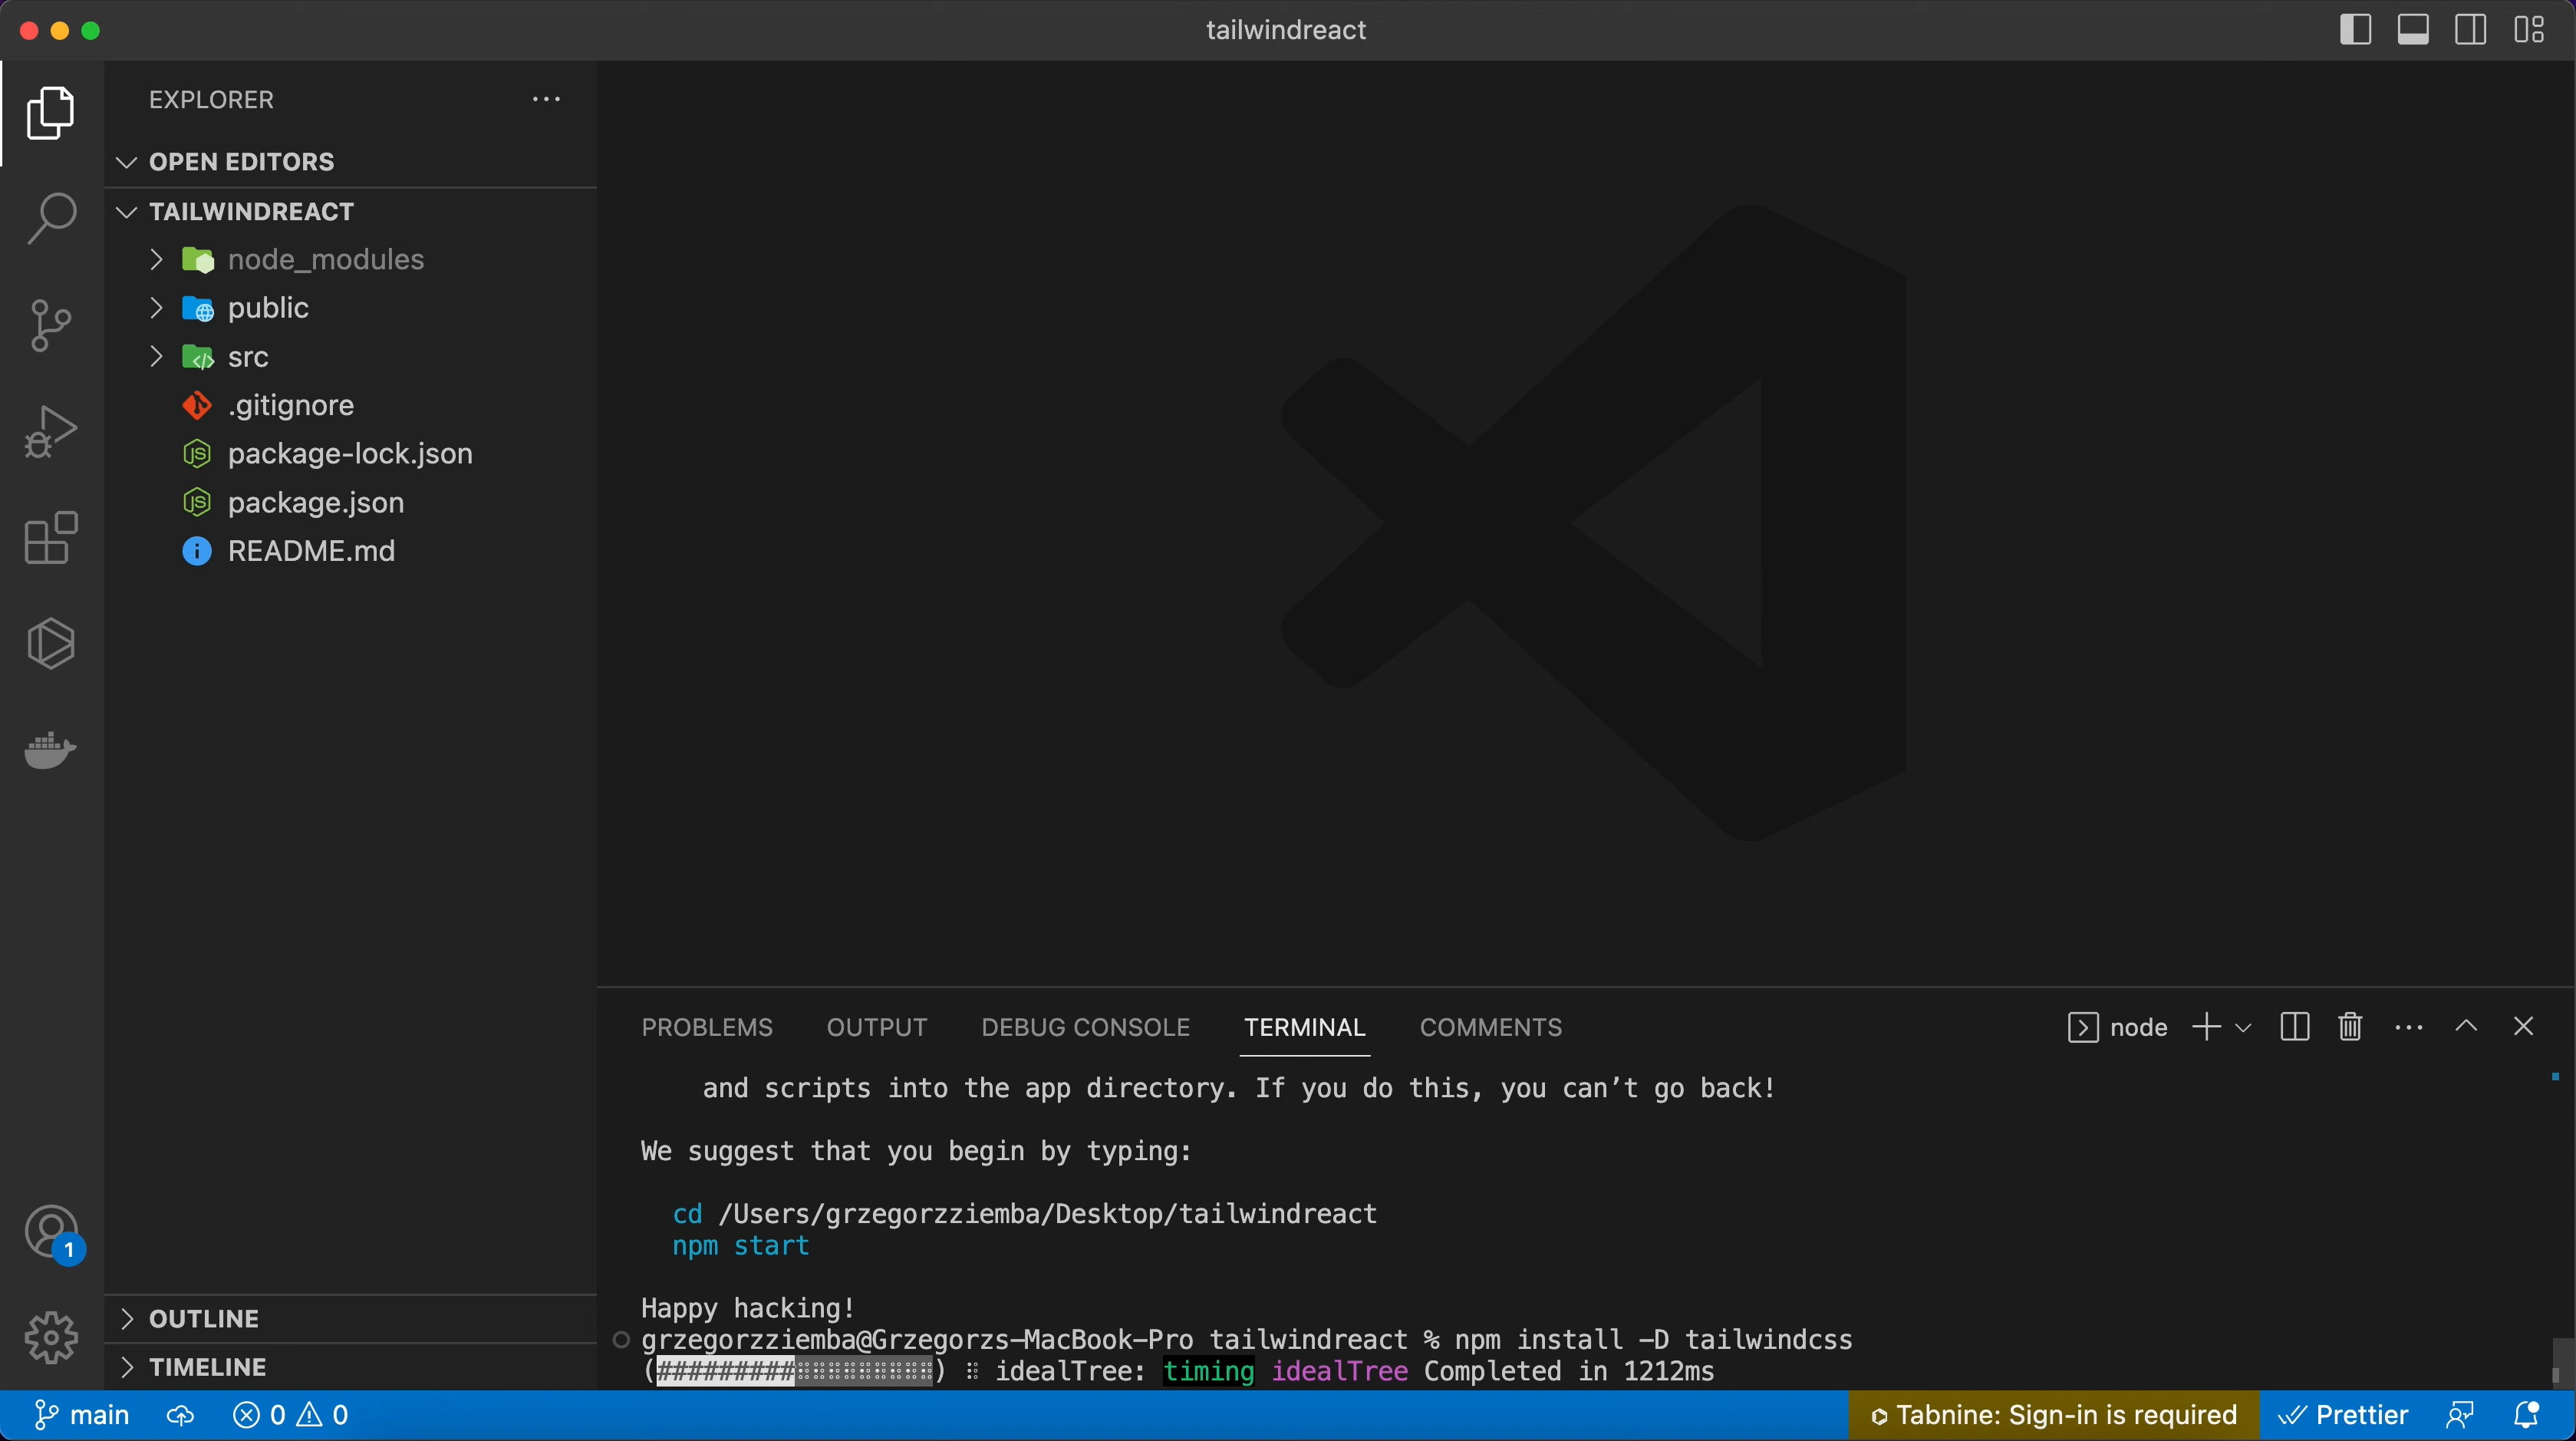 tailwindreact
EXPLORER
OPEN EDITORS
TAILWINDREACT
node_modules
public
src
.gitignore
package-lock.json
package.json
README.md
OUTLINE
TIMELINE
1
PROBLEMS OUTPUT DEBUG CONSOLE TERMINAL COMMENTS node
and scripts into the app directory. If you do this, you can’t go back!
We suggest that you begin by typing:
cd /Users/grzegorzziemba/Desktop/tailwindreact
npm start
Happy hacking!
grzegorzziemba@Grzegorzs-MacBook-Pro tailwindreact % npm install -D tailwindcss
(#########⠂⠂⠂⠂⠂⠂⠂⠂⠂) ⠸ idealTree: timing idealTree Completed in 1212ms
main 0 0 Tabnine: Sign-in is required Prettier